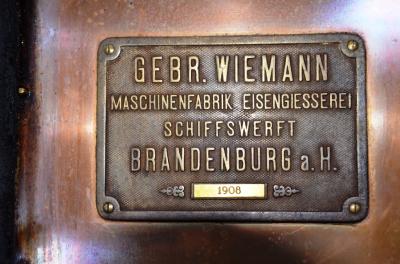 GEBR. WIEMANN
MASCHINENFABRIK EISENGIESSEREI
SCHIFFSWERFT
BRANDENBURG a.H.
1908